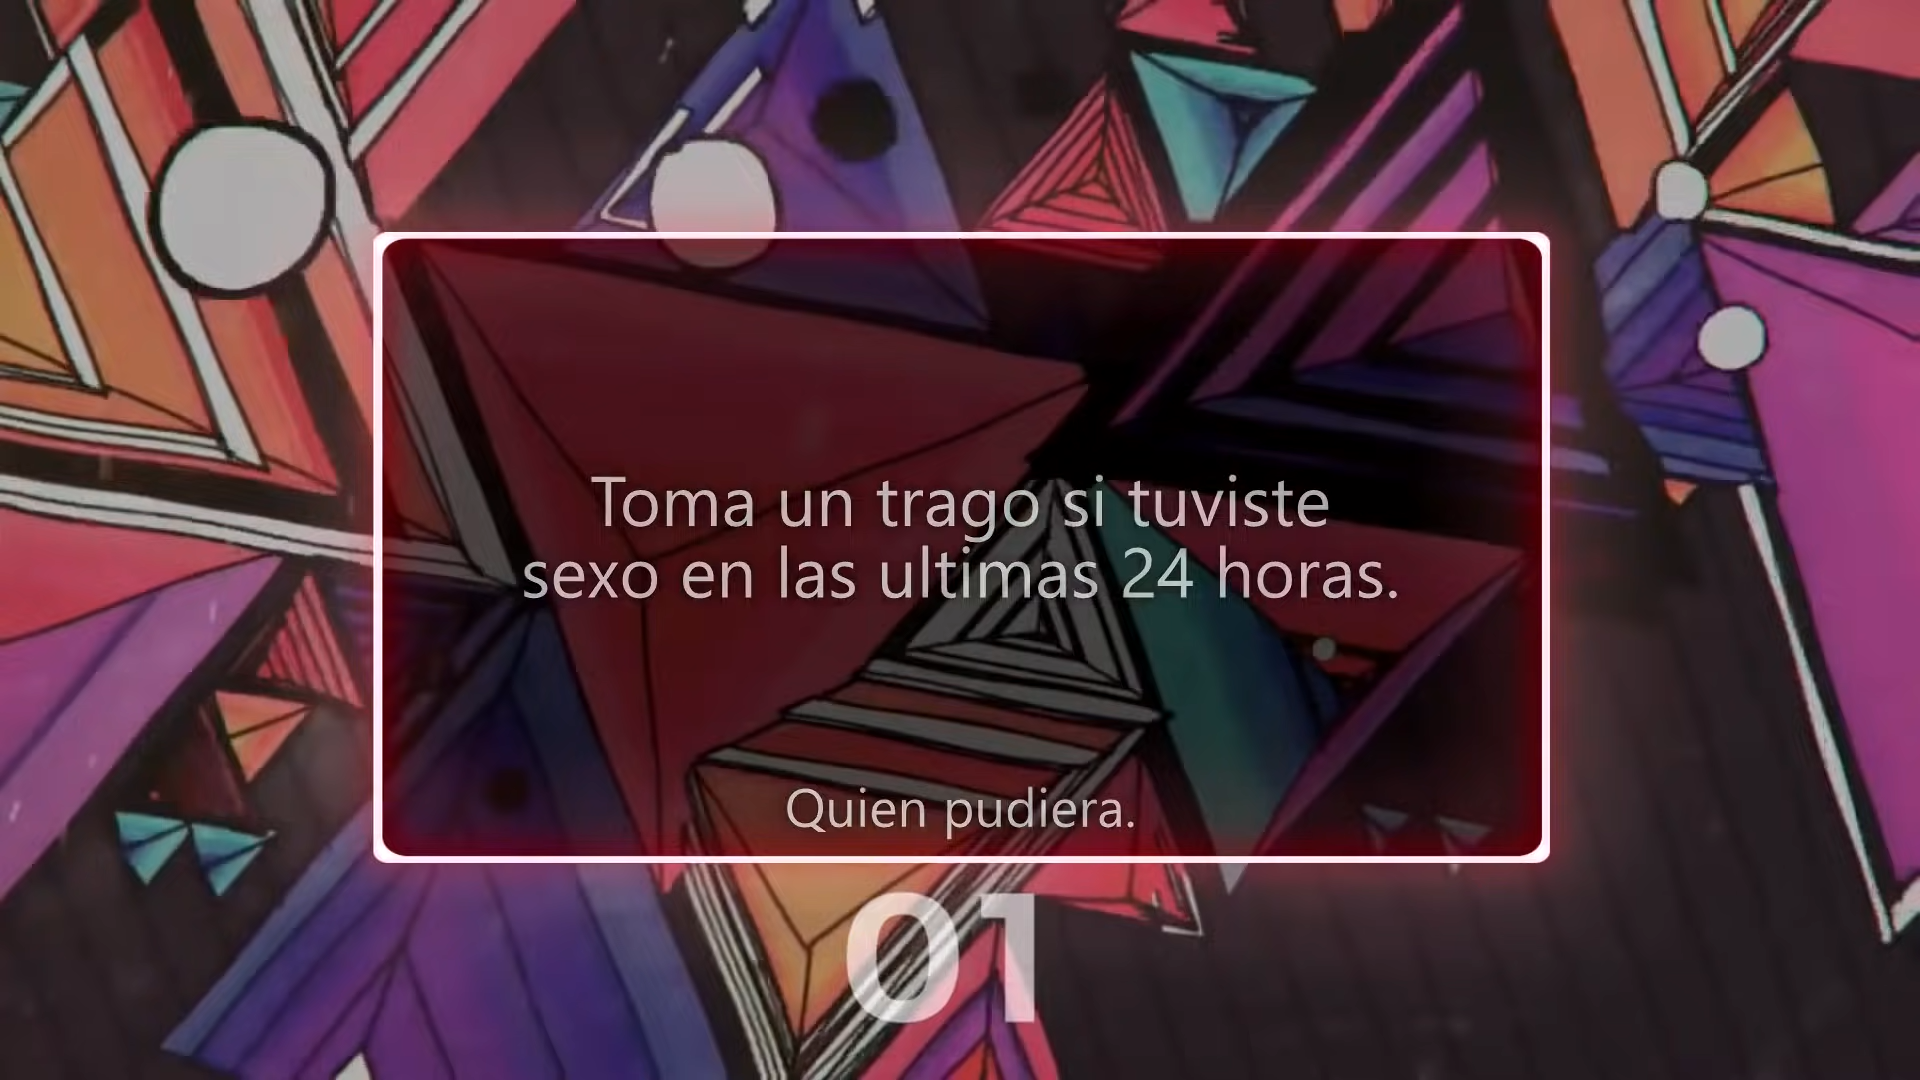 Toma un trago si tuviste
sexo en las ultimas 24 horas.
Quien pudiera.
01